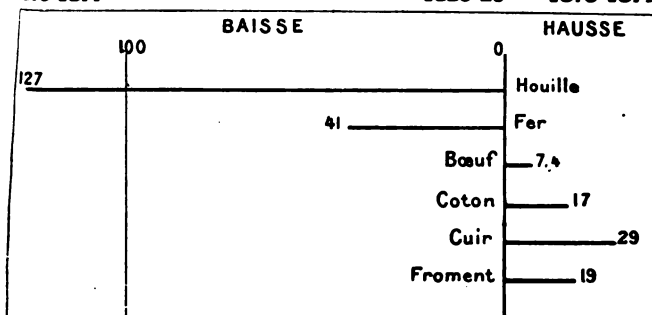 BAISSE HAUSSE
100 0
127 Houille
41 Fer
Bœuf 7,4
Coton 17
Cuir 29
Froment 19